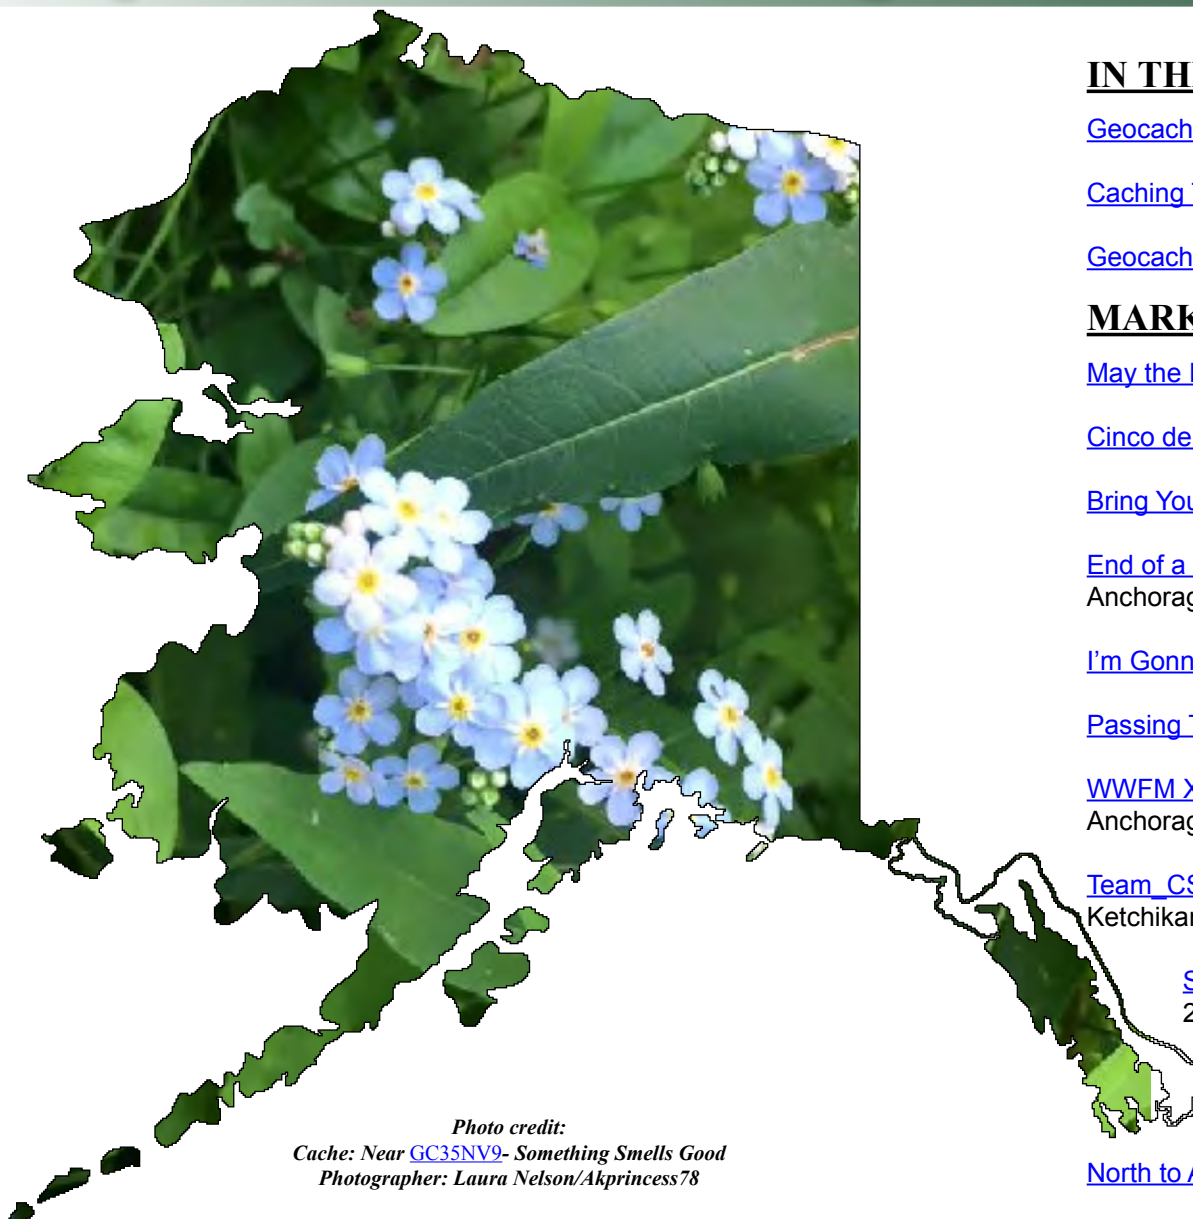 IN TH
Geocach
Caching
Geocach
MARK
May the
Cinco de
Bring You
End of a
Anchorag
I'm Gonn
Passing
WWFM X
Anchorag
Team_CS
Ketchikan
S
2
North to A
Photo credit:
Cache: Near GC35NV9- Something Smells Good
Photographer: Laura Nelson/Akprincess78